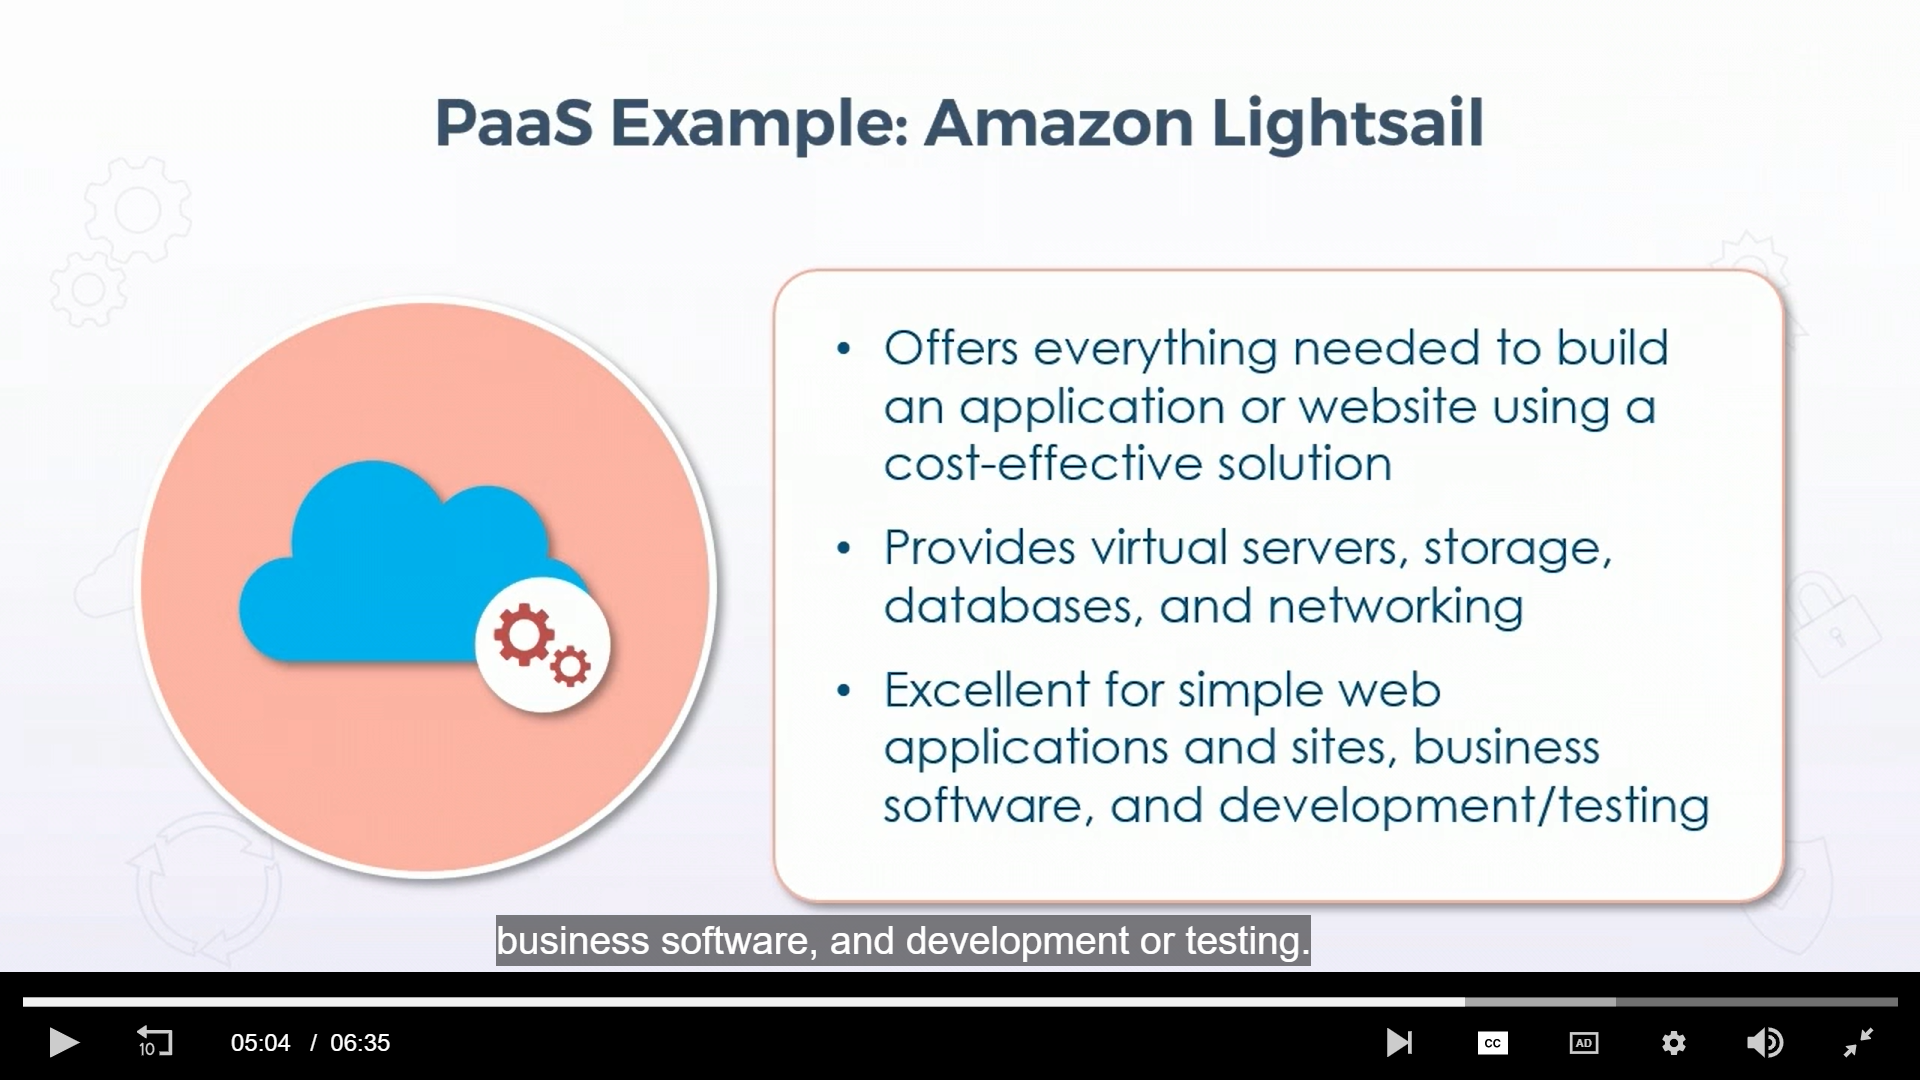 PaaS Example: Amazon Lightsail
• Offers everything needed to build
an application or website using a
cost-effective solution
• Provides virtual servers, storage,
databases, and networking
• Excellent for simple web
applications and sites, business
software, and development/testing
business software, and development or testing.
10
05:04 / 06:35
CC
AD